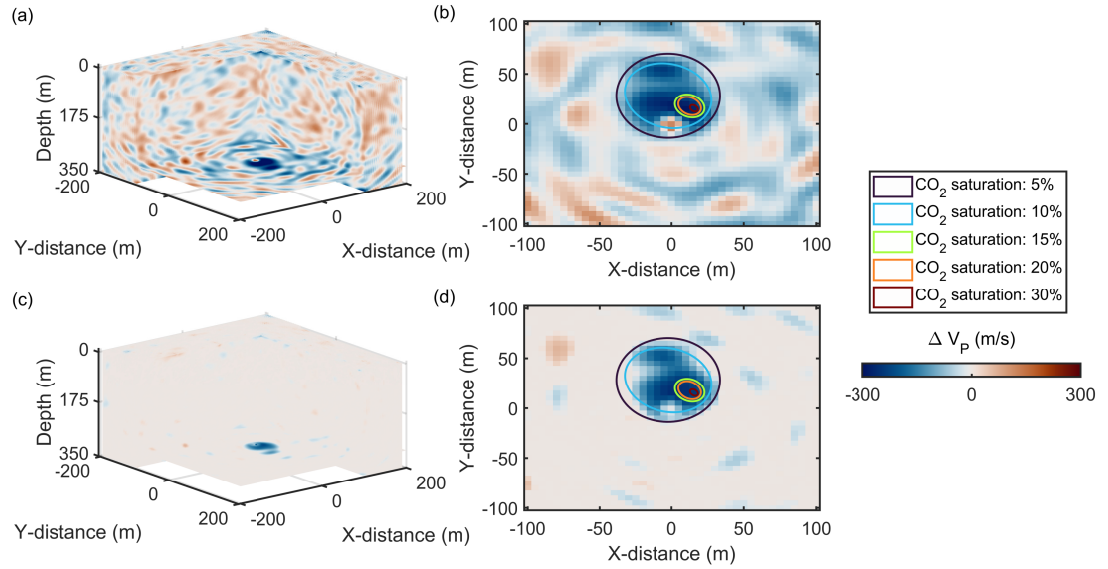 (a)
0
175
350
-200
0
200
-200
0
200
Depth (m)
Y-distance (m)
X-distance (m)
(b)
100
50
0
-50
-100
-100
-50
0
50
100
Y-distance (m)
X-distance (m)
CO2 saturation: 5%
CO2 saturation: 10%
CO2 saturation: 15%
CO2 saturation: 20%
CO2 saturation: 30%
Δ VP (m/s)
-300
0
300
(c)
0
175
350
-200
0
200
-200
0
200
Depth (m)
Y-distance (m)
X-distance (m)
(d)
100
50
0
-50
-100
-100
-50
0
50
100
Y-distance (m)
X-distance (m)